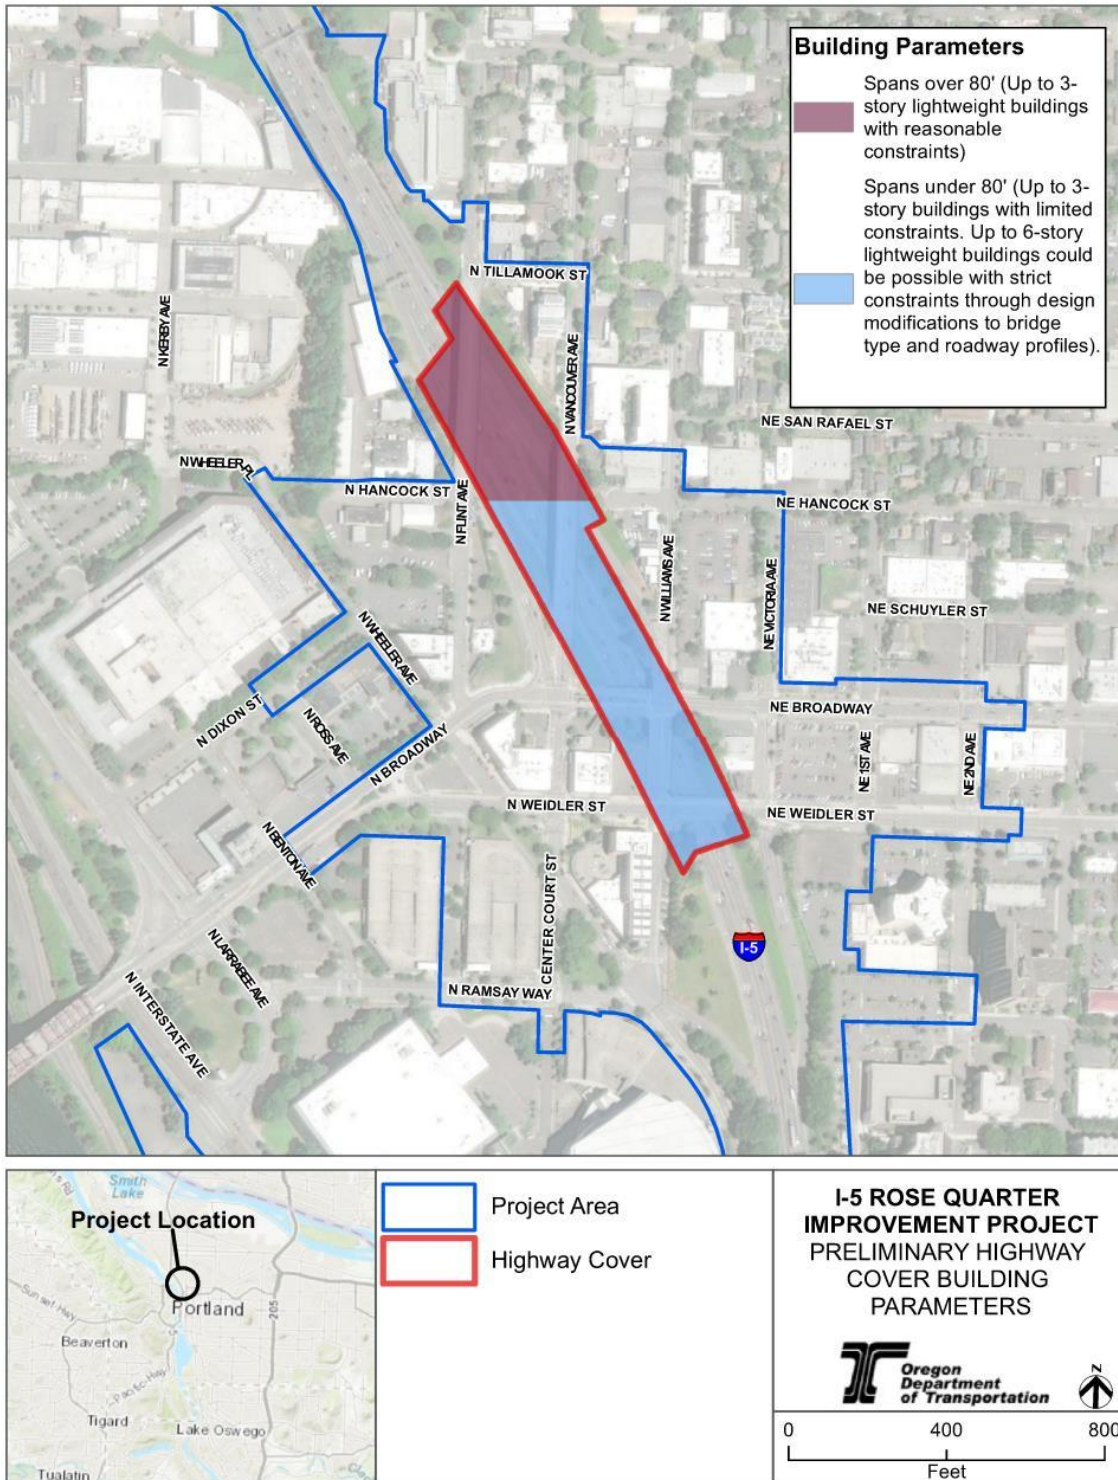 Building Parameters
Spans over 80' (Up to 3-
story lightweight buildings
with reasonable
constraints)
Spans under 80' (Up to 3-
story buildings with limited
constraints. Up to 6-story
lightweight buildings could
be possible with strict
constraints through design
modifications to bridge
type and roadway profiles).
N TILLAMOOK ST
N KERBY AVE
N VANCOUVER AVE
NE SAN RAFAEL ST
N WHEELER PL
N HANCOCK ST
N FLINT AVE
NE HANCOCK ST
N WILLIAMS AVE
NE VICTORIA AVE
NE SCHUYLER ST
N WHEELER AVE
N DIXON ST
N ROSS AVE
N BROADWAY
NE BROADWAY
NE 1ST AVE
NE 2ND AVE
N WEIDLER ST
NE WEIDLER ST
N BENTON AVE
CENTER COURT ST
N LARRABEE AVE
I-5
N RAMSAY WAY
N INTERSTATE AVE
Smith
Lake
Project Location
Portland
Sunset Hwy
205
5
Beaverton
Pacific Hwy
Tigard
Lake Oswego
Tualatin
Project Area
Highway Cover
I-5 ROSE QUARTER
IMPROVEMENT PROJECT
PRELIMINARY HIGHWAY
COVER BUILDING
PARAMETERS
Oregon
Department
of Transportation
N
0 400 800
Feet